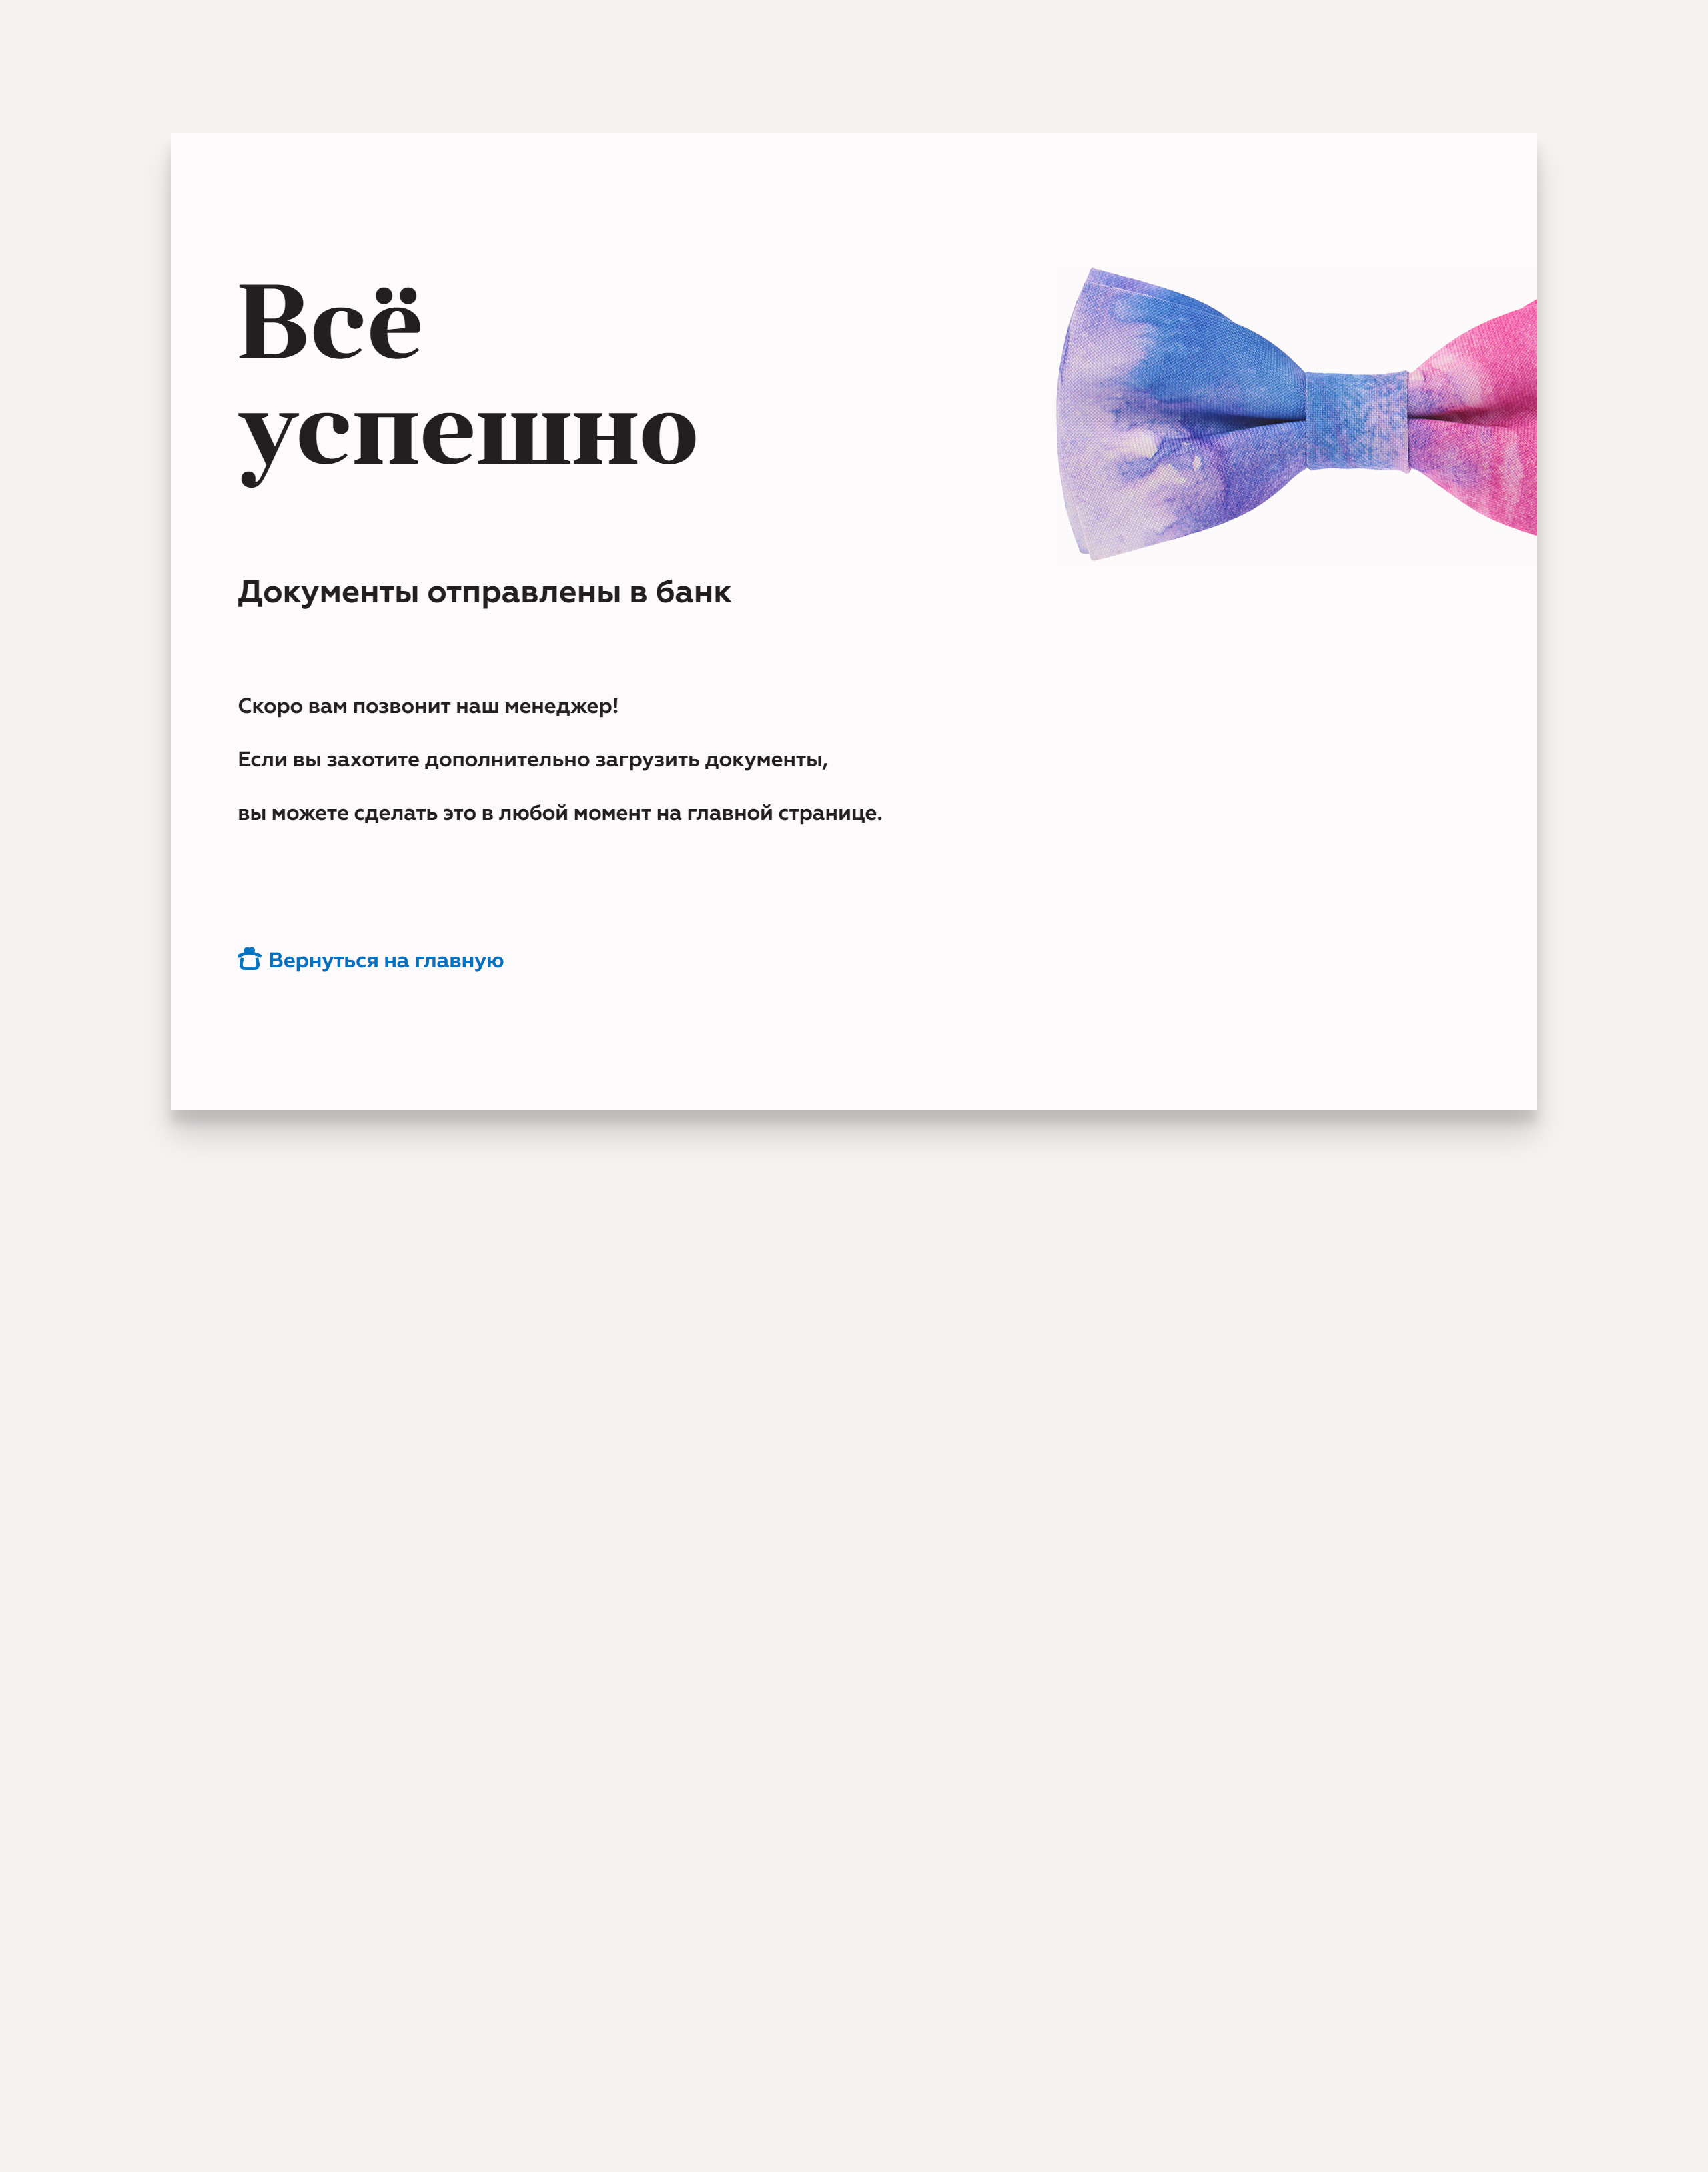 Всё
успешно
Документы отправлены в банк
Скоро вам позвонит наш менеджер!
Если вы захотите дополнительно загрузить документы,
вы можете сделать это в любой момент на главной странице.
Вернуться на главную